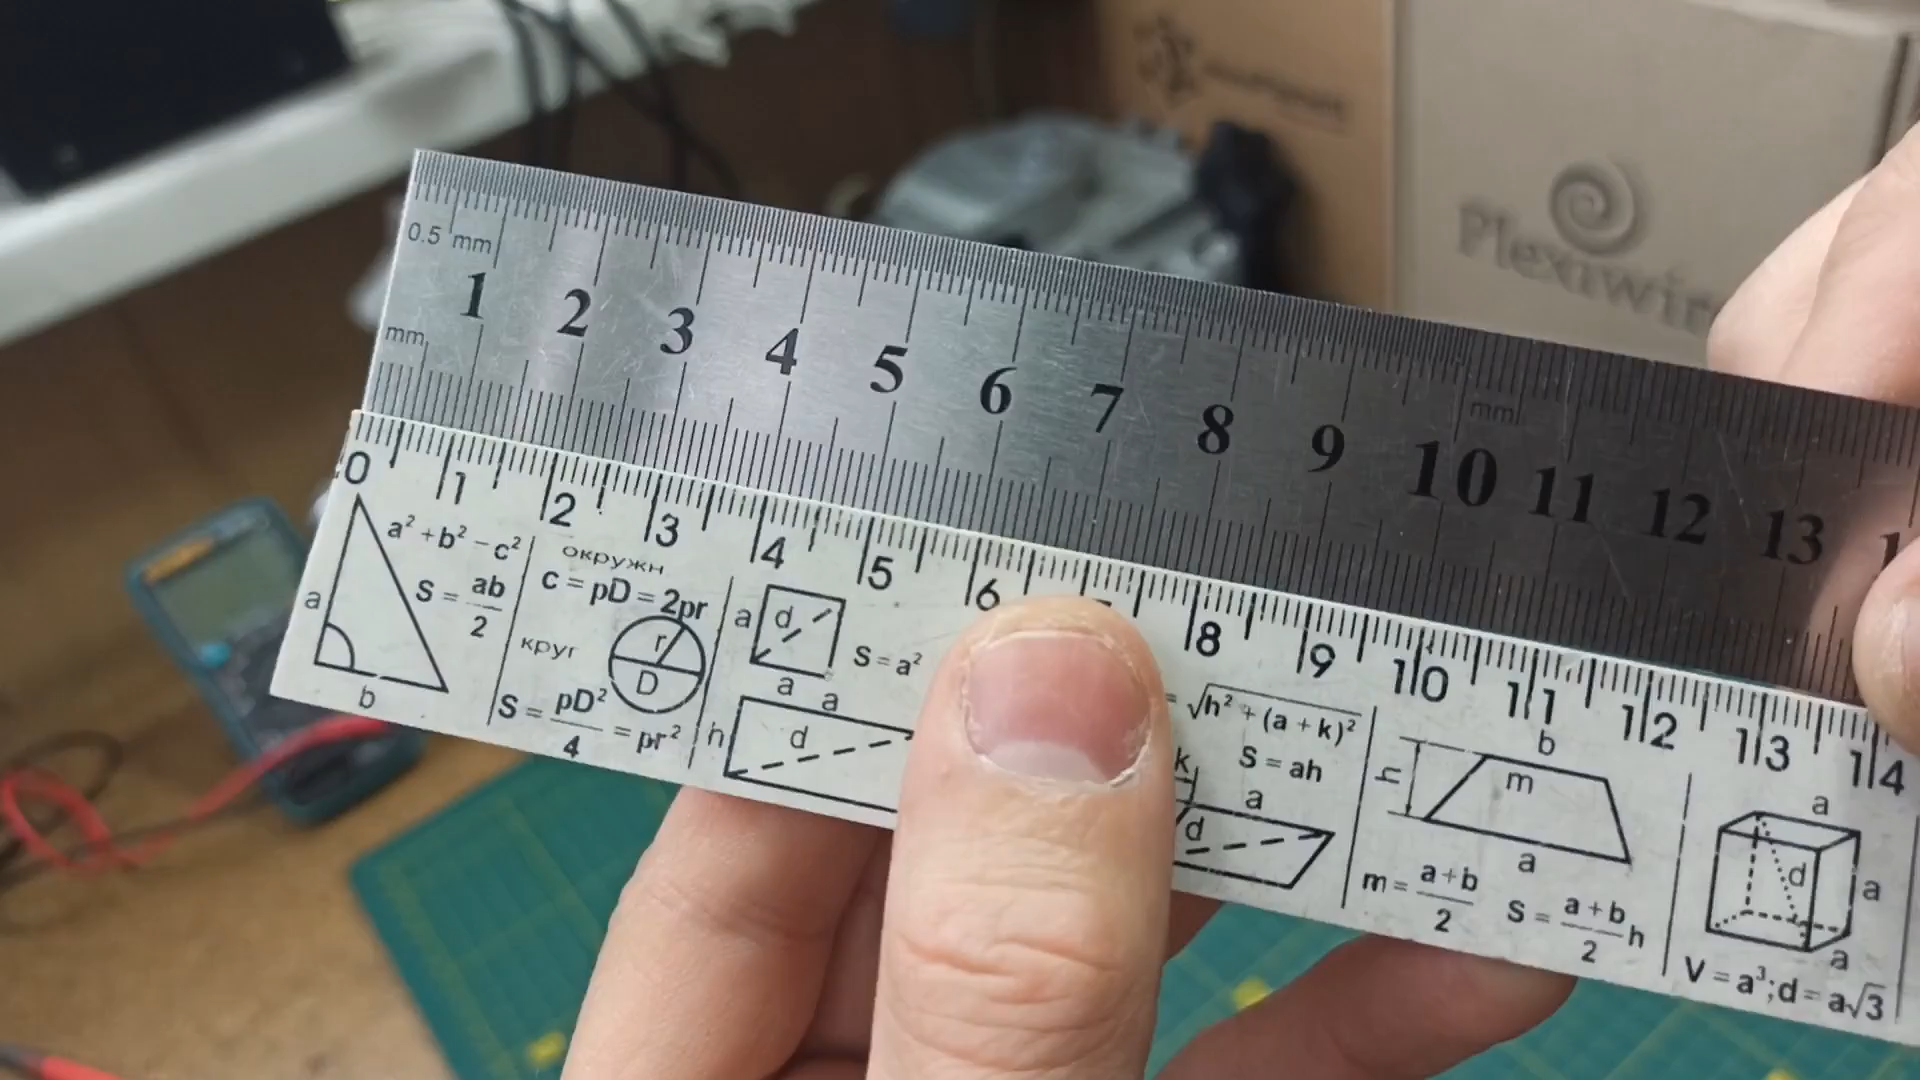 Plexiwir
0.5 mm
1 2 3 4 5 6 7 8 9 10 11 12 13 1
mm
mm
0 1 2 3 4 5 6 8 9 10 11 12 13 14
a² + b² – c²
S = ab/2
a
b
окружн
c = pD = 2pr
круг
r
D
S = pD²/4 = pr²
a
d
a
S = a²
a
h
d
= √h² + (a + k)²
S = ah
k
a
d
b
h
m
a
m = a+b/2
S = a+b/2 h
a
d
a
a
V = a³; d = a√3